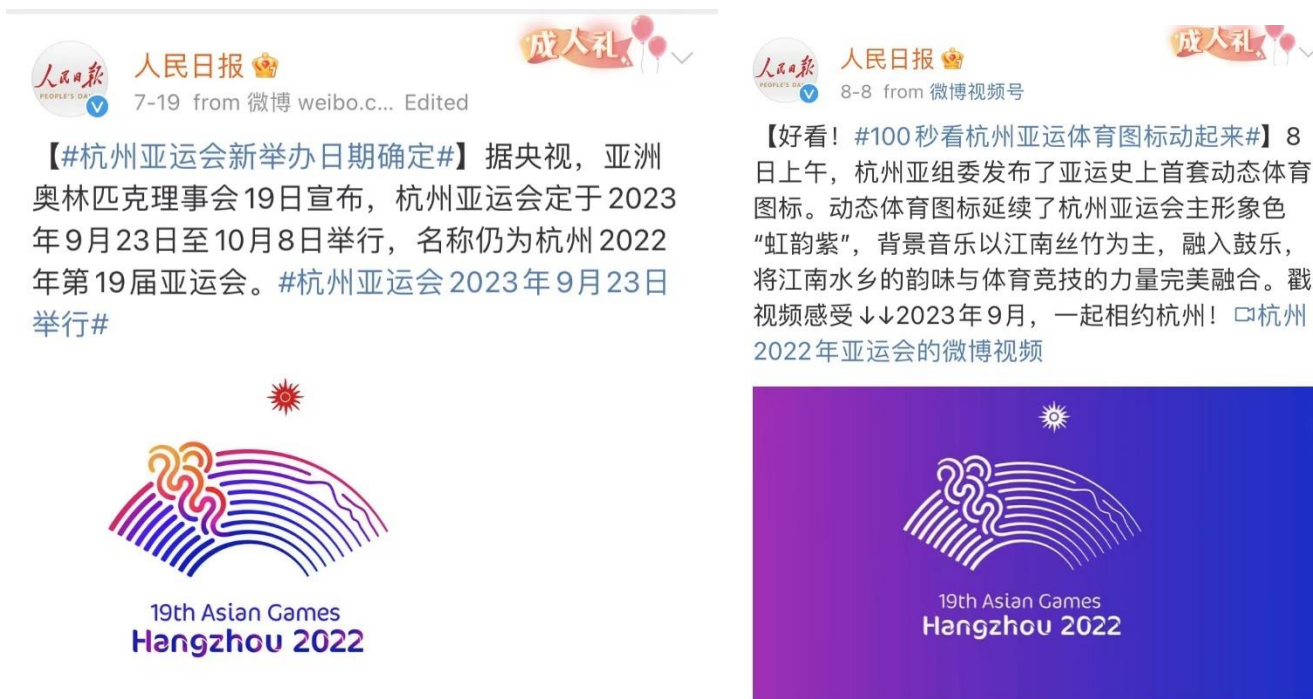 成人礼
人民日报
人民日报
PEOPLE'S DA
7-19 from 微博 weibo.c... Edited
【#杭州亚运会新举办日期确定#】据央视，亚洲
奥林匹克理事会19日宣布，杭州亚运会定于2023
年9月23日至10月8日举行，名称仍为杭州2022
年第19届亚运会。#杭州亚运会2023年9月23日
举行#
19th Asian Games
Hangzhou 2022
成人礼
人民日报
人民日报
PEOPLE'S DA
8-8 from 微博视频号
【好看！#100秒看杭州亚运体育图标动起来#】8
日上午，杭州亚组委发布了亚运史上首套动态体育
图标。动态体育图标延续了杭州亚运会主形象色
“虹韵紫”，背景音乐以江南丝竹为主，融入鼓乐，
将江南水乡的韵味与体育竞技的力量完美融合。戳
视频感受↓↓2023年9月，一起相约杭州！杭州
2022年亚运会的微博视频
19th Asian Games
Hangzhou 2022